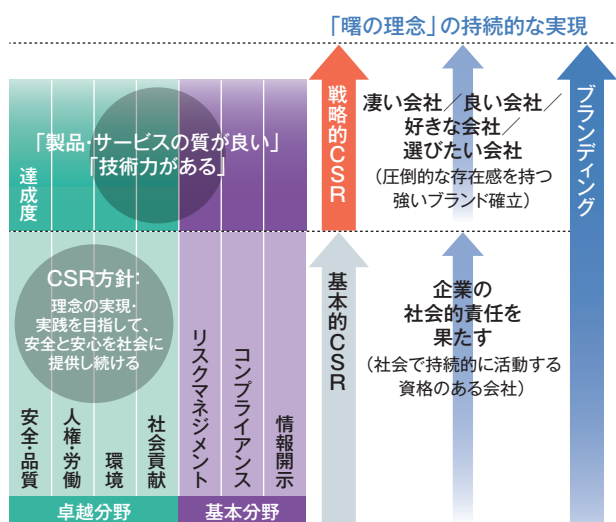 「曙の理念」の持続的な実現
「製品・サービスの質が良い」
「技術力がある」
達成度
CSR方針：
理念の実現・
実践を目指して、
安全と安心を社会に
提供し続ける
安全・品質
人権・労働
環境
社会貢献
リスクマネジメント
コンプライアンス
情報開示
卓越分野
基本分野
戦略的CSR
基本的CSR
凄い会社／良い会社／
好きな会社／
選びたい会社
（圧倒的な存在感を持つ
強いブランド確立）
企業の
社会的責任を
果たす
（社会で持続的に活動する
資格のある会社）
ブランディング